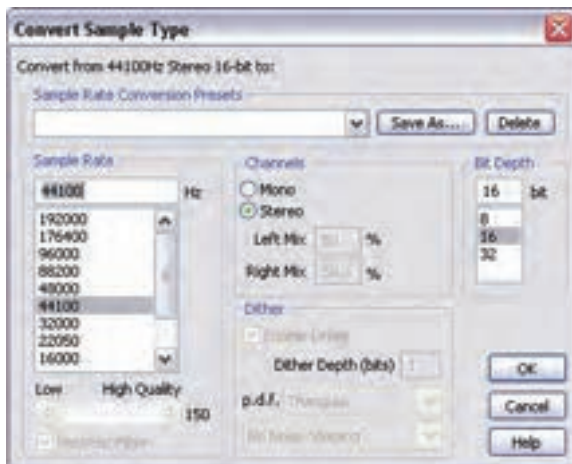 Convert Sample Type
Convert from 44100Hz Stereo 16-bit to:
Sample Rate Conversion Presets
Save As...
Delete
Sample Rate
44100 Hz
192000
176400
96000
88200
48000
44100
32000
22050
16000
Low High Quality
150
Channels
Mono
Stereo
Left Mix %
Right Mix %
Dither
Dither Depth (bits)
p.d.f.
Bit Depth
16 bit
8
16
32
OK
Cancel
Help